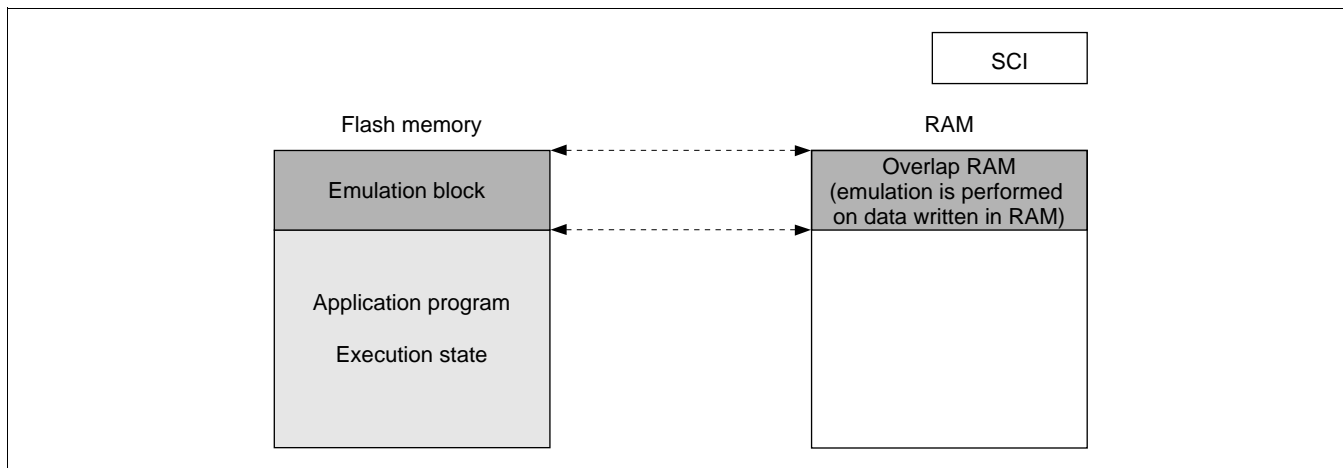 SCI
Flash memory
RAM
Emulation block
Overlap RAM
(emulation is performed
on data written in RAM)
Application program
Execution state